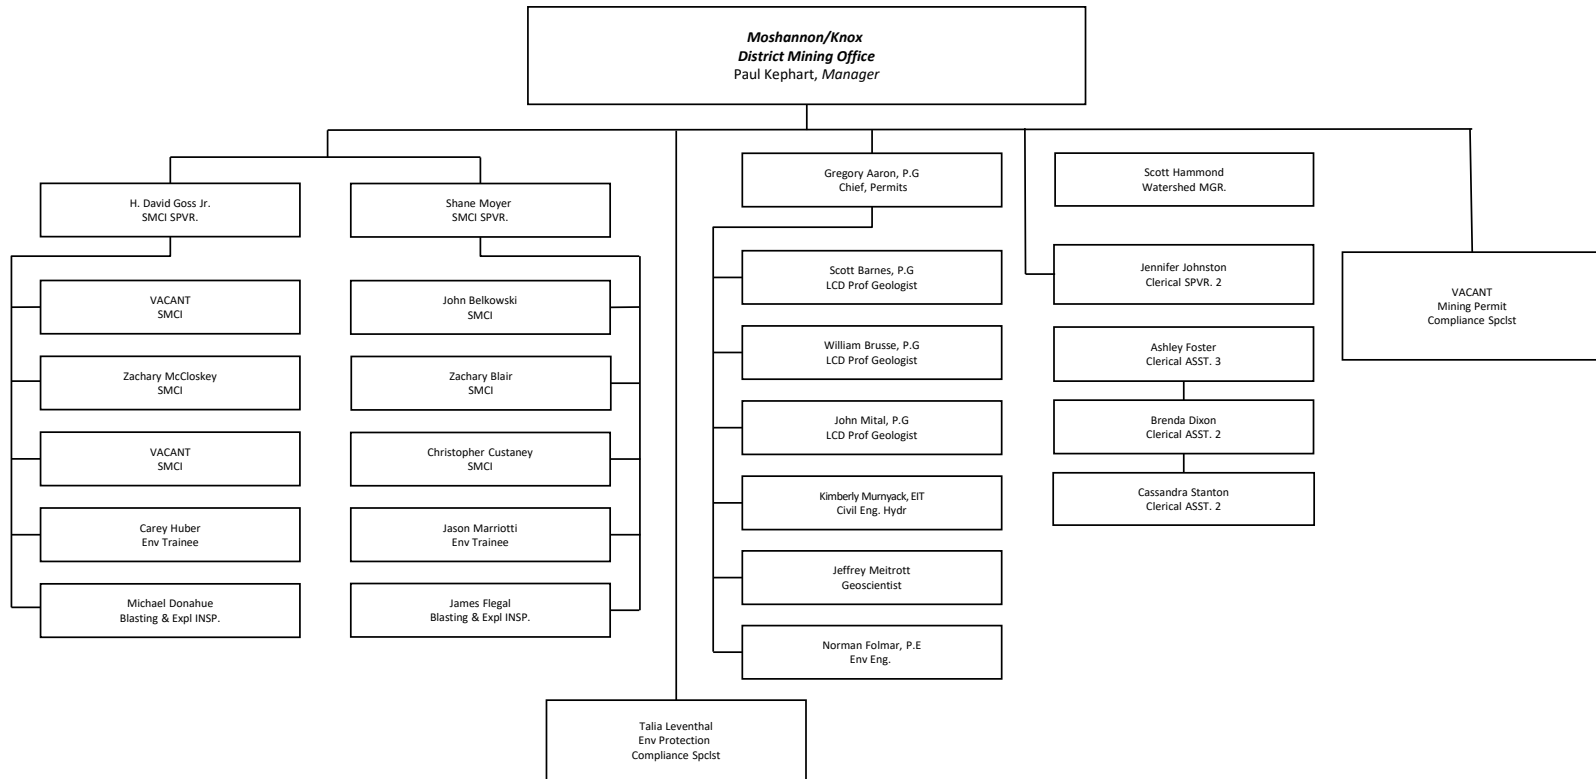 Moshannon/Knox
District Mining Office
Paul Kephart, Manager
H. David Goss Jr.
SMCI SPVR.
Shane Moyer
SMCI SPVR.
Gregory Aaron, P.G
Chief, Permits
Scott Hammond
Watershed MGR.
VACANT
SMCI
Zachary McCloskey
SMCI
VACANT
SMCI
Carey Huber
Env Trainee
Michael Donahue
Blasting & Expl INSP.
John Belkowski
SMCI
Zachary Blair
SMCI
Christopher Custaney
SMCI
Jason Marriotti
Env Trainee
James Flegal
Blasting & Expl INSP.
Scott Barnes, P.G
LCD Prof Geologist
William Brusse, P.G
LCD Prof Geologist
John Mital, P.G
LCD Prof Geologist
Kimberly Murnyack, EIT
Civil Eng. Hydr
Jeffrey Meitrott
Geoscientist
Norman Folmar, P.E
Env Eng.
Jennifer Johnston
Clerical SPVR. 2
Ashley Foster
Clerical ASST. 3
Brenda Dixon
Clerical ASST. 2
Cassandra Stanton
Clerical ASST. 2
VACANT
Mining Permit
Compliance Spclst
Talia Leventhal
Env Protection
Compliance Spclst